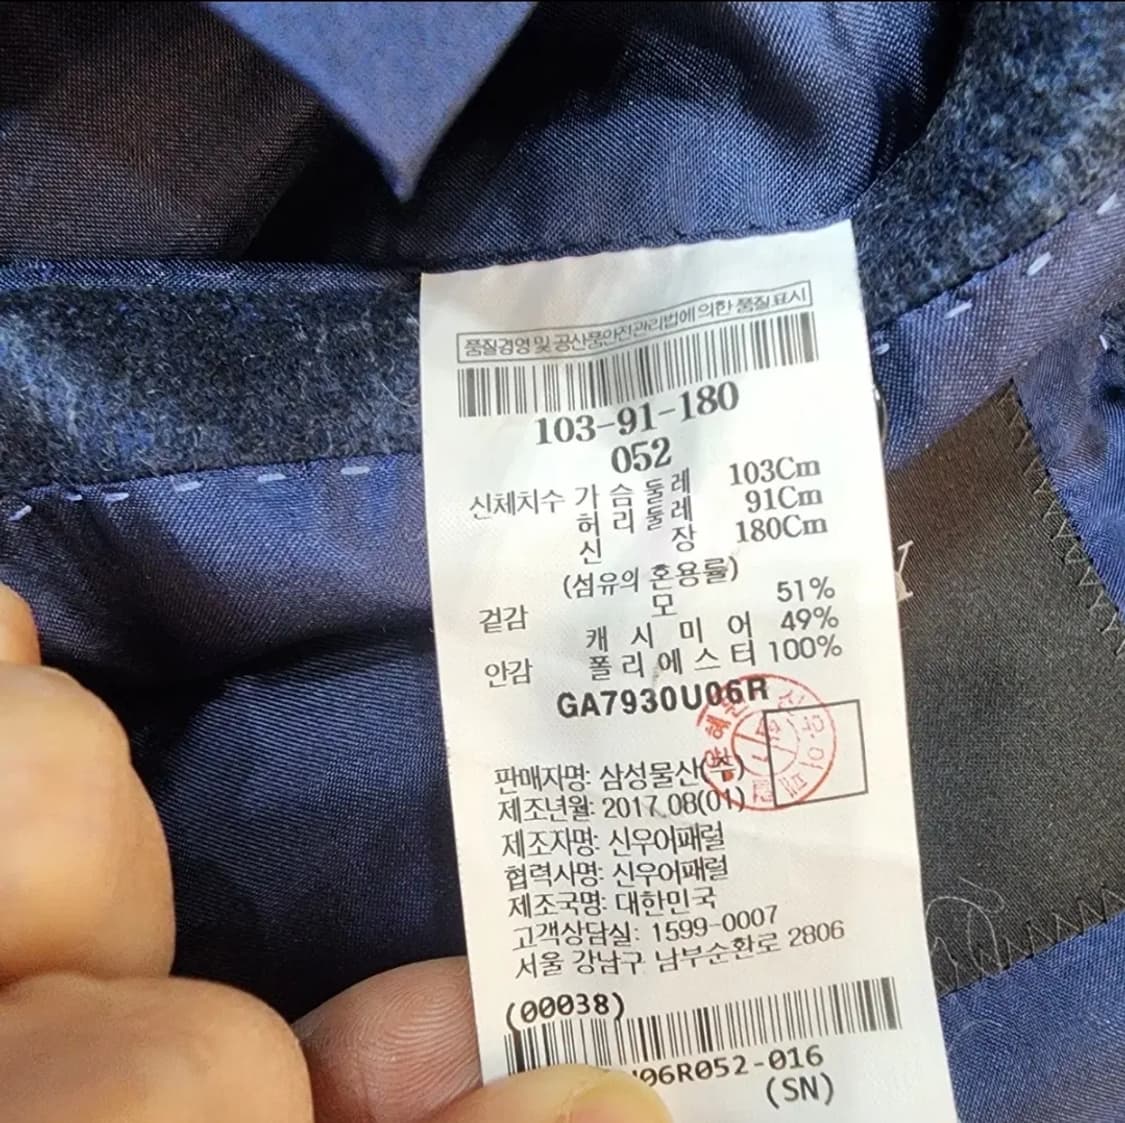 품질경영 및 공산품안전관리법에 의한 품질표시
103-91-180
052
신체치수 가슴둘레 103Cm
허리둘레 91Cm
신장 180Cm
(섬유의 혼용률)
겉감 모 51%
캐시미어 49%
안감 폴리에스터 100%
GA7930U06R
판매자명: 삼성물산(주)
제조년월: 2017.08(01)
제조자명: 신우어패럴
협력사명: 신우어패럴
제조국명: 대한민국
고객상담실: 1599-0007
서울 강남구 남부순환로 2806
(00038)
06R052-016
(SN)